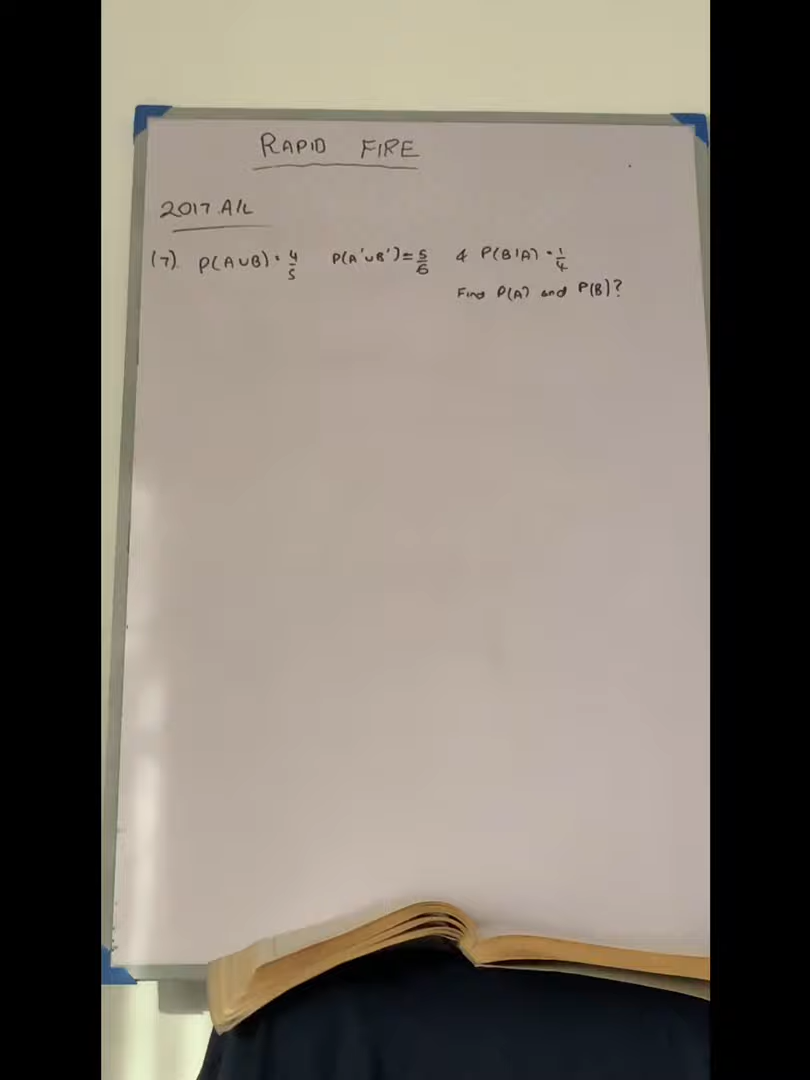 RAPID FIRE
2017 A/L
(7). P(A∪B) = 4/5 P(A'∪B') = 5/6 & P(B|A) = 1/4
Find P(A) and P(B)?